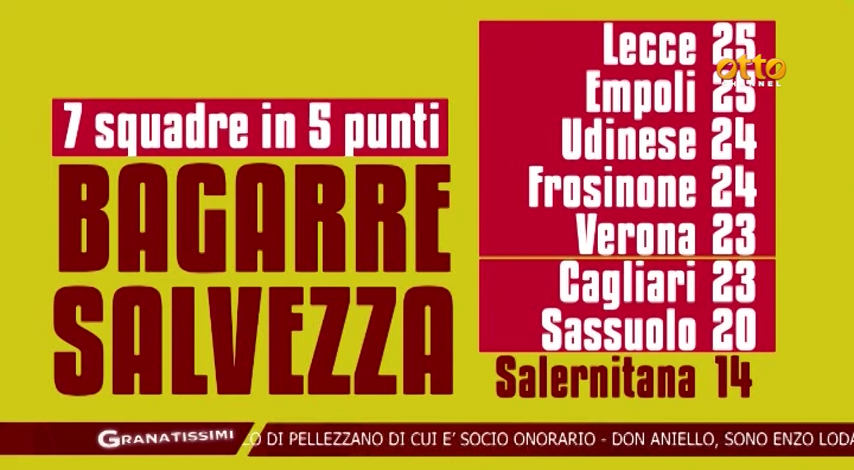 7 squadre in 5 punti
BAGARRE
SALVEZZA
Lecce 25
Empoli 25
Udinese 24
Frosinone 24
Verona 23
Cagliari 23
Sassuolo 20
Salernitana 14
otto
CHANNEL
GRANATISSIMI
LO DI PELLEZZANO DI CUI E' SOCIO ONORARIO - DON ANIELLO, SONO ENZO LODA